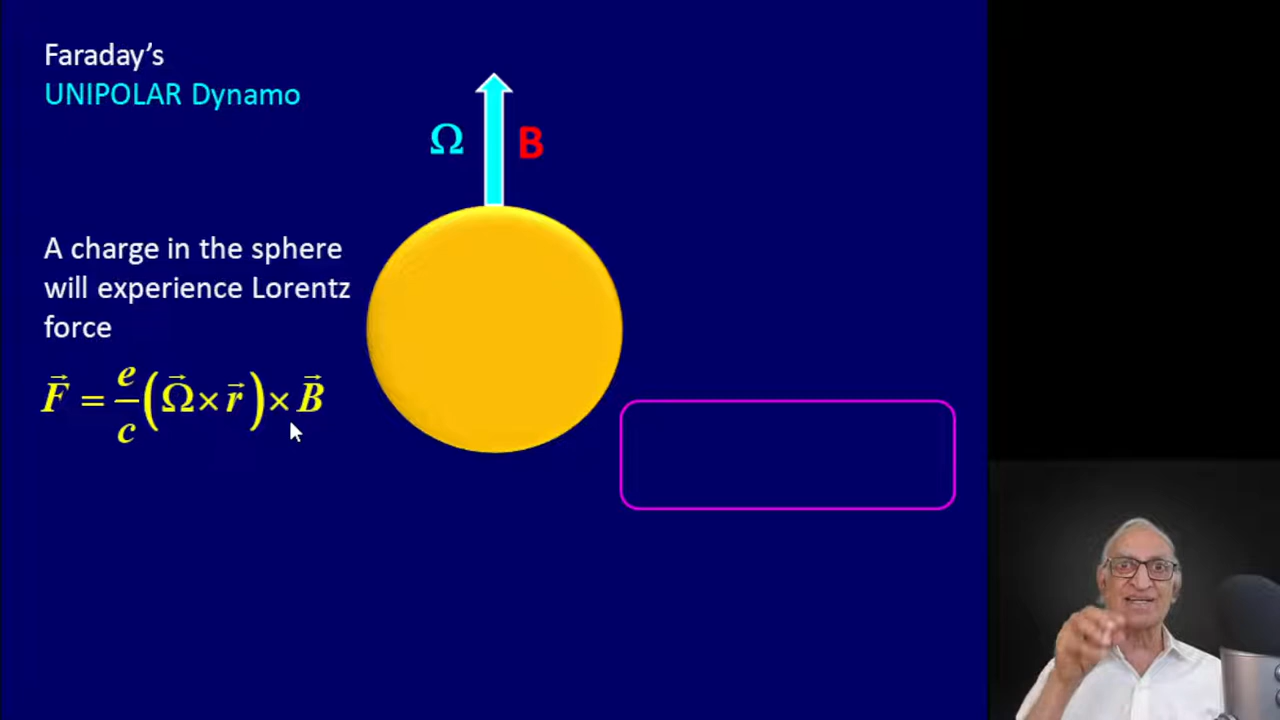 Faraday’s
UNIPOLAR Dynamo
Ω B
A charge in the sphere
will experience Lorentz
force
F⃗ = e/c (Ω⃗ × r⃗) × B⃗